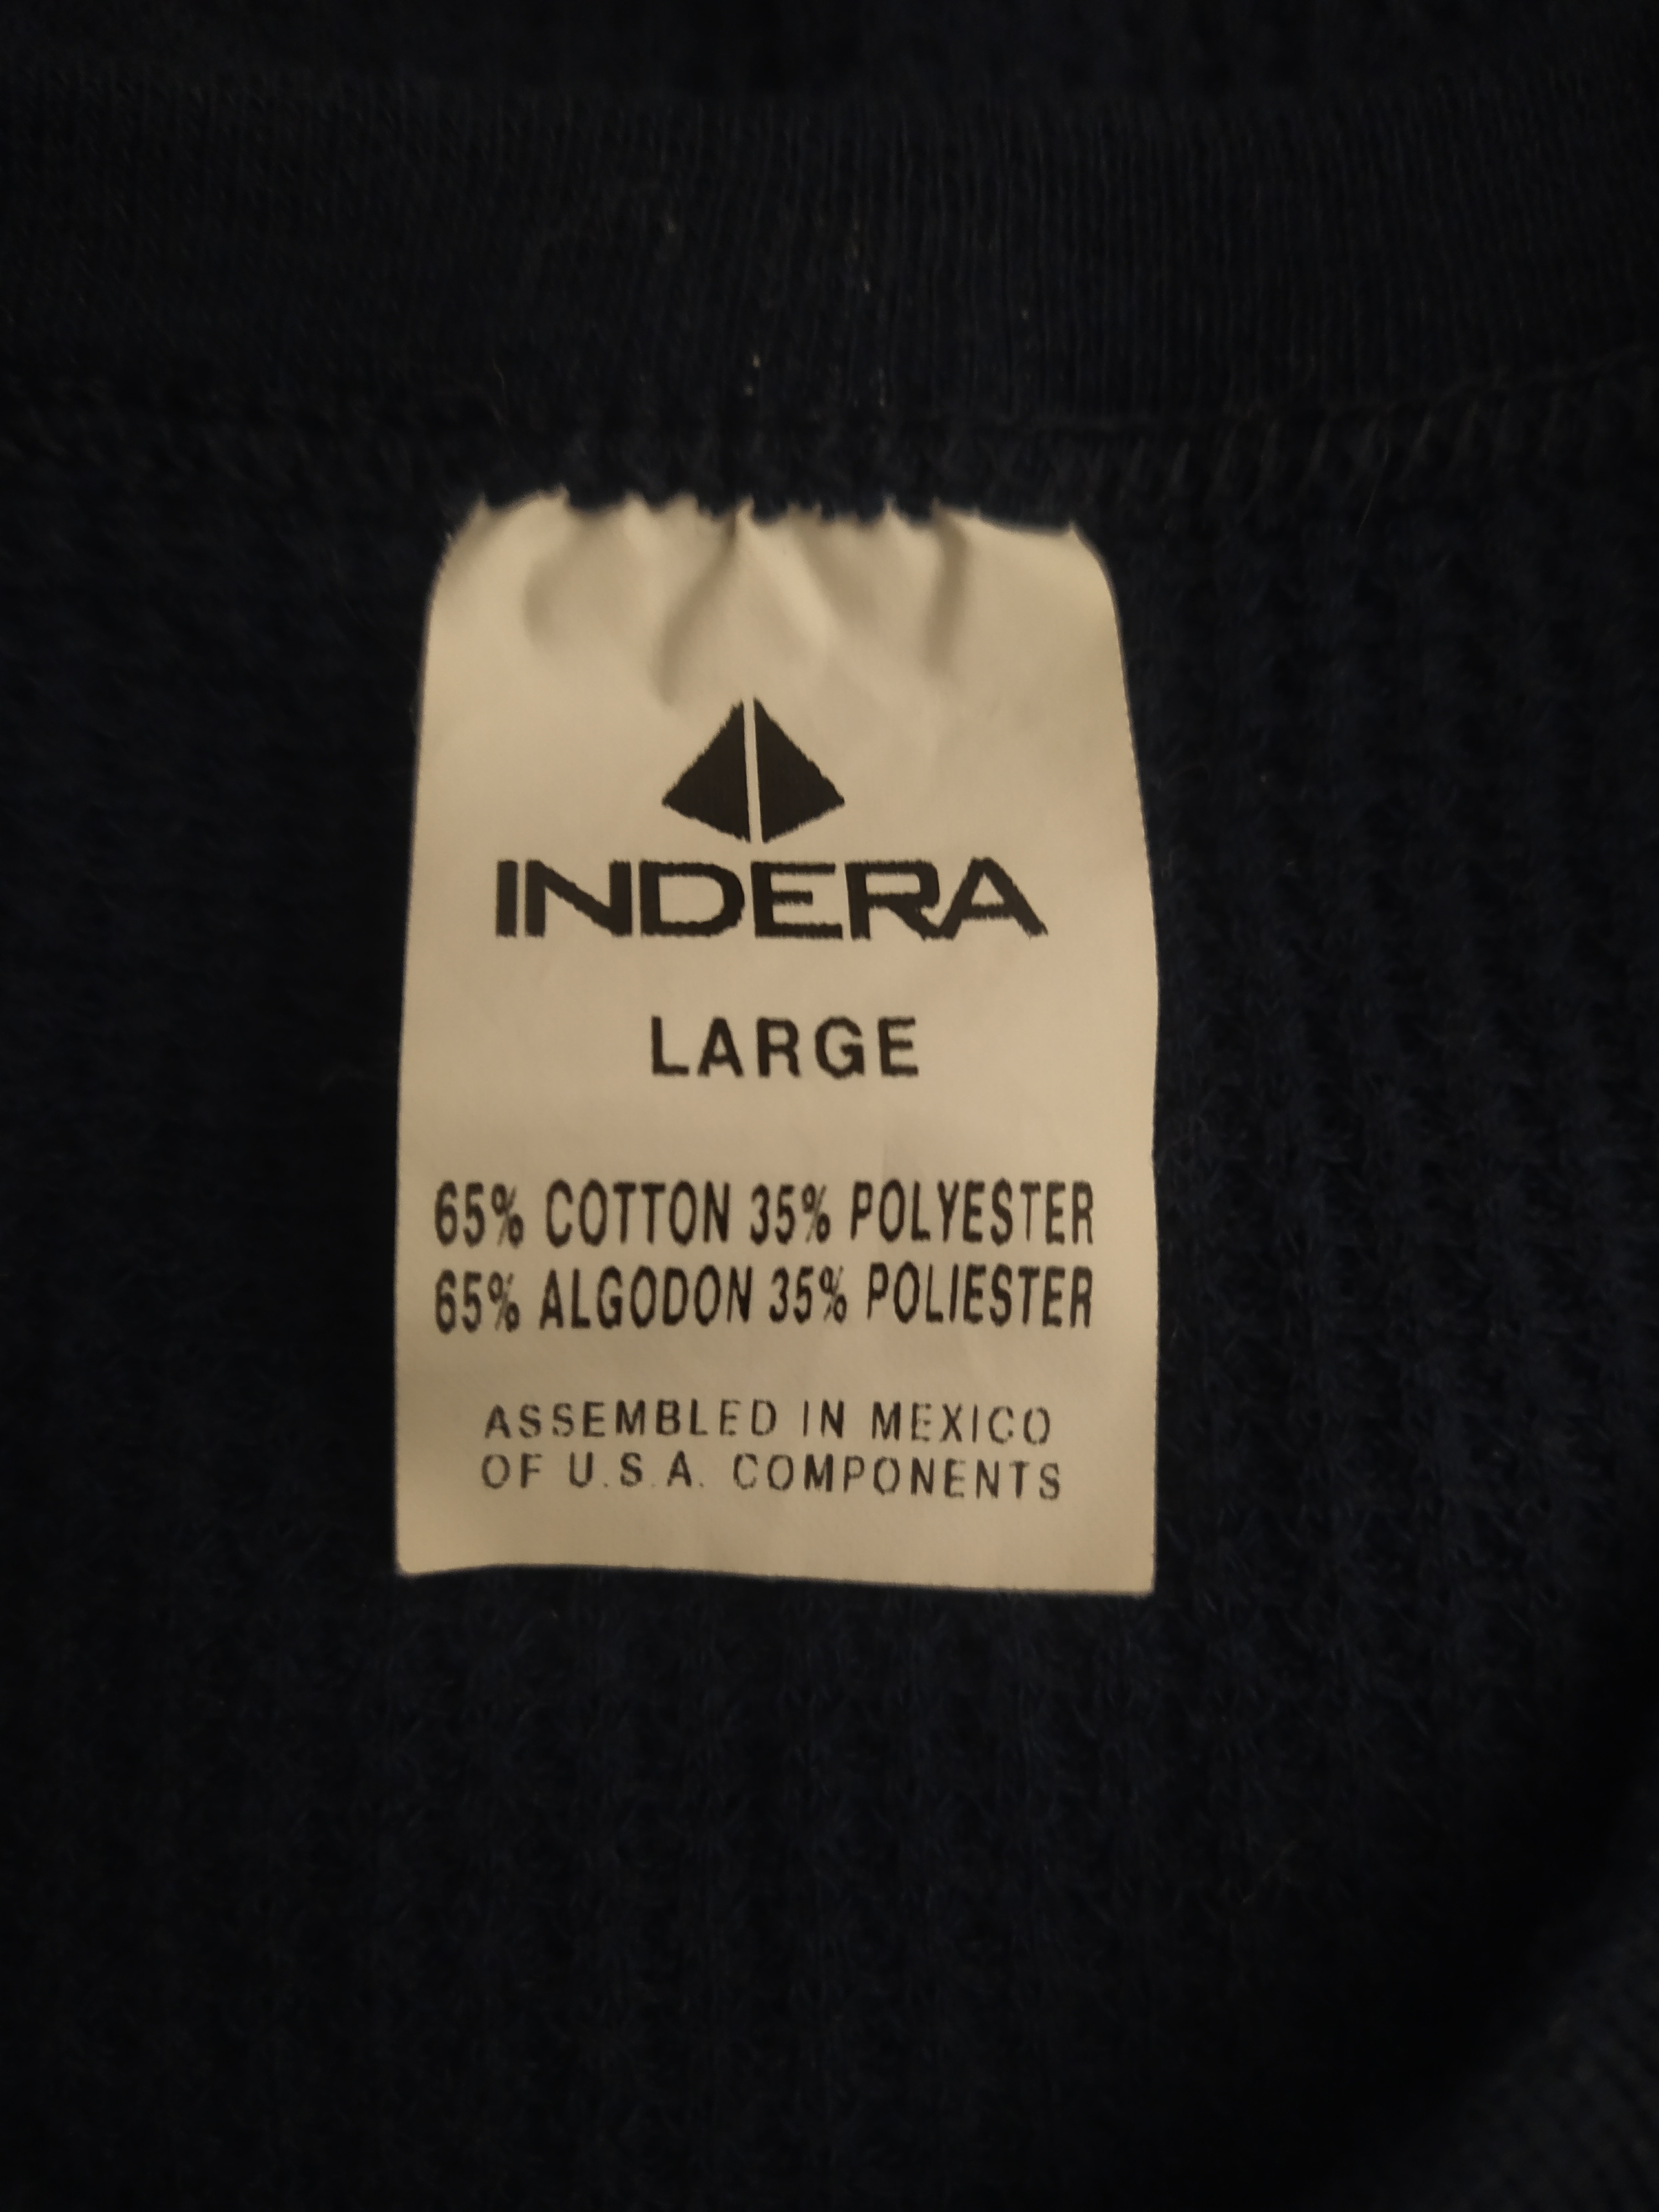 INDERA
LARGE
65% COTTON 35% POLYESTER
65% ALGODON 35% POLIESTER
ASSEMBLED IN MEXICO
OF U.S.A. COMPONENTS